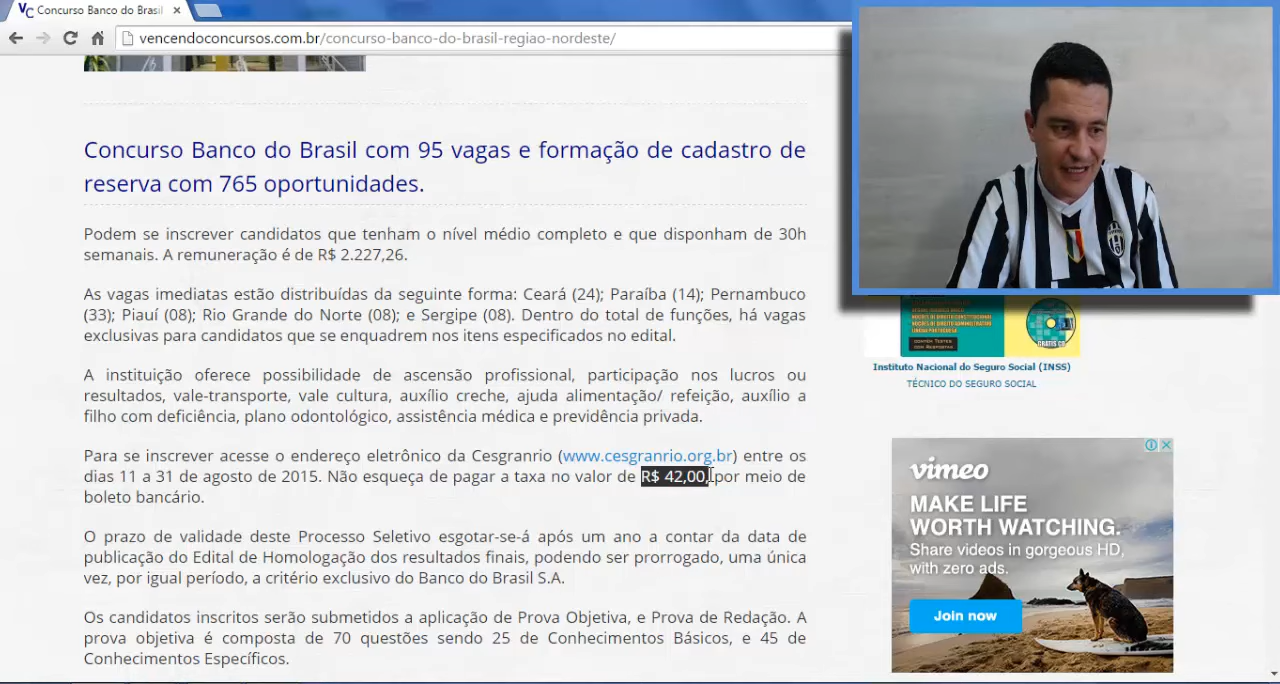 Concurso Banco do Brasil
vencendoconcursos.com.br/concurso-banco-do-brasil-regiao-nordeste/
Concurso Banco do Brasil com 95 vagas e formação de cadastro de
reserva com 765 oportunidades.
Podem se inscrever candidatos que tenham o nível médio completo e que disponham de 30h
semanais. A remuneração é de R$ 2.227,26.
As vagas imediatas estão distribuídas da seguinte forma: Ceará (24); Paraíba (14); Pernambuco
(33); Piauí (08); Rio Grande do Norte (08); e Sergipe (08). Dentro do total de funções, há vagas
exclusivas para candidatos que se enquadrem nos itens especificados no edital.
A instituição oferece possibilidade de ascensão profissional, participação nos lucros ou
resultados, vale-transporte, vale cultura, auxílio creche, ajuda alimentação/ refeição, auxílio a
filho com deficiência, plano odontológico, assistência médica e previdência privada.
Para se inscrever acesse o endereço eletrônico da Cesgranrio (www.cesgranrio.org.br) entre os
dias 11 a 31 de agosto de 2015. Não esqueça de pagar a taxa no valor de R$ 42,00, por meio de
boleto bancário.
O prazo de validade deste Processo Seletivo esgotar-se-á após um ano a contar da data de
publicação do Edital de Homologação dos resultados finais, podendo ser prorrogado, uma única
vez, por igual período, a critério exclusivo do Banco do Brasil S.A.
Os candidatos inscritos serão submetidos a aplicação de Prova Objetiva, e Prova de Redação. A
prova objetiva é composta de 70 questões sendo 25 de Conhecimentos Básicos, e 45 de
Conhecimentos Específicos.
NOÇÕES DE DIREITO CONSTITUCIONAL
NOÇÕES DE DIREITO ADMINISTRATIVO
LÍNGUA PORTUGUESA
GRÁTIS CD
Instituto Nacional do Seguro Social (INSS)
TÉCNICO DO SEGURO SOCIAL
vimeo
MAKE LIFE
WORTH WATCHING.
Share videos in gorgeous HD,
with zero ads.
Join now